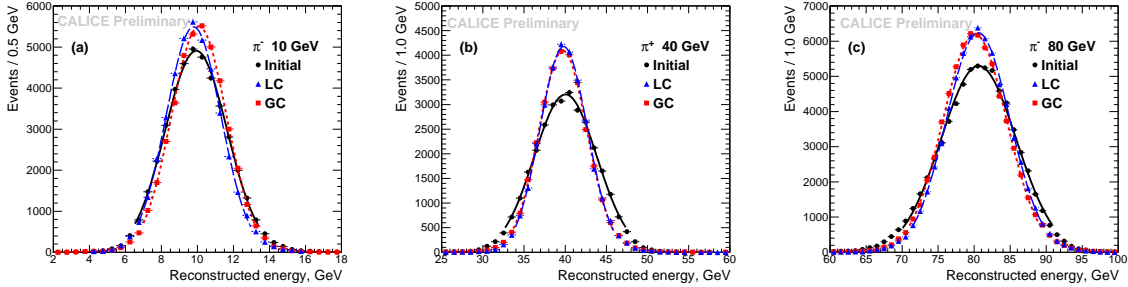 CALICE Preliminary
(a)
π⁻ 10 GeV
Initial
LC
GC
Events / 0.5 GeV
6000
5000
4000
3000
2000
1000
0
2 4 6 8 10 12 14 16 18
Reconstructed energy, GeV
CALICE Preliminary
(b)
π⁺ 40 GeV
Initial
LC
GC
Events / 1.0 GeV
5000
4500
4000
3500
3000
2500
2000
1500
1000
500
0
25 30 35 40 45 50 55 60
Reconstructed energy, GeV
CALICE Preliminary
(c)
π⁻ 80 GeV
Initial
LC
GC
Events / 1.0 GeV
7000
6000
5000
4000
3000
2000
1000
0
60 65 70 75 80 85 90 95 100
Reconstructed energy, GeV